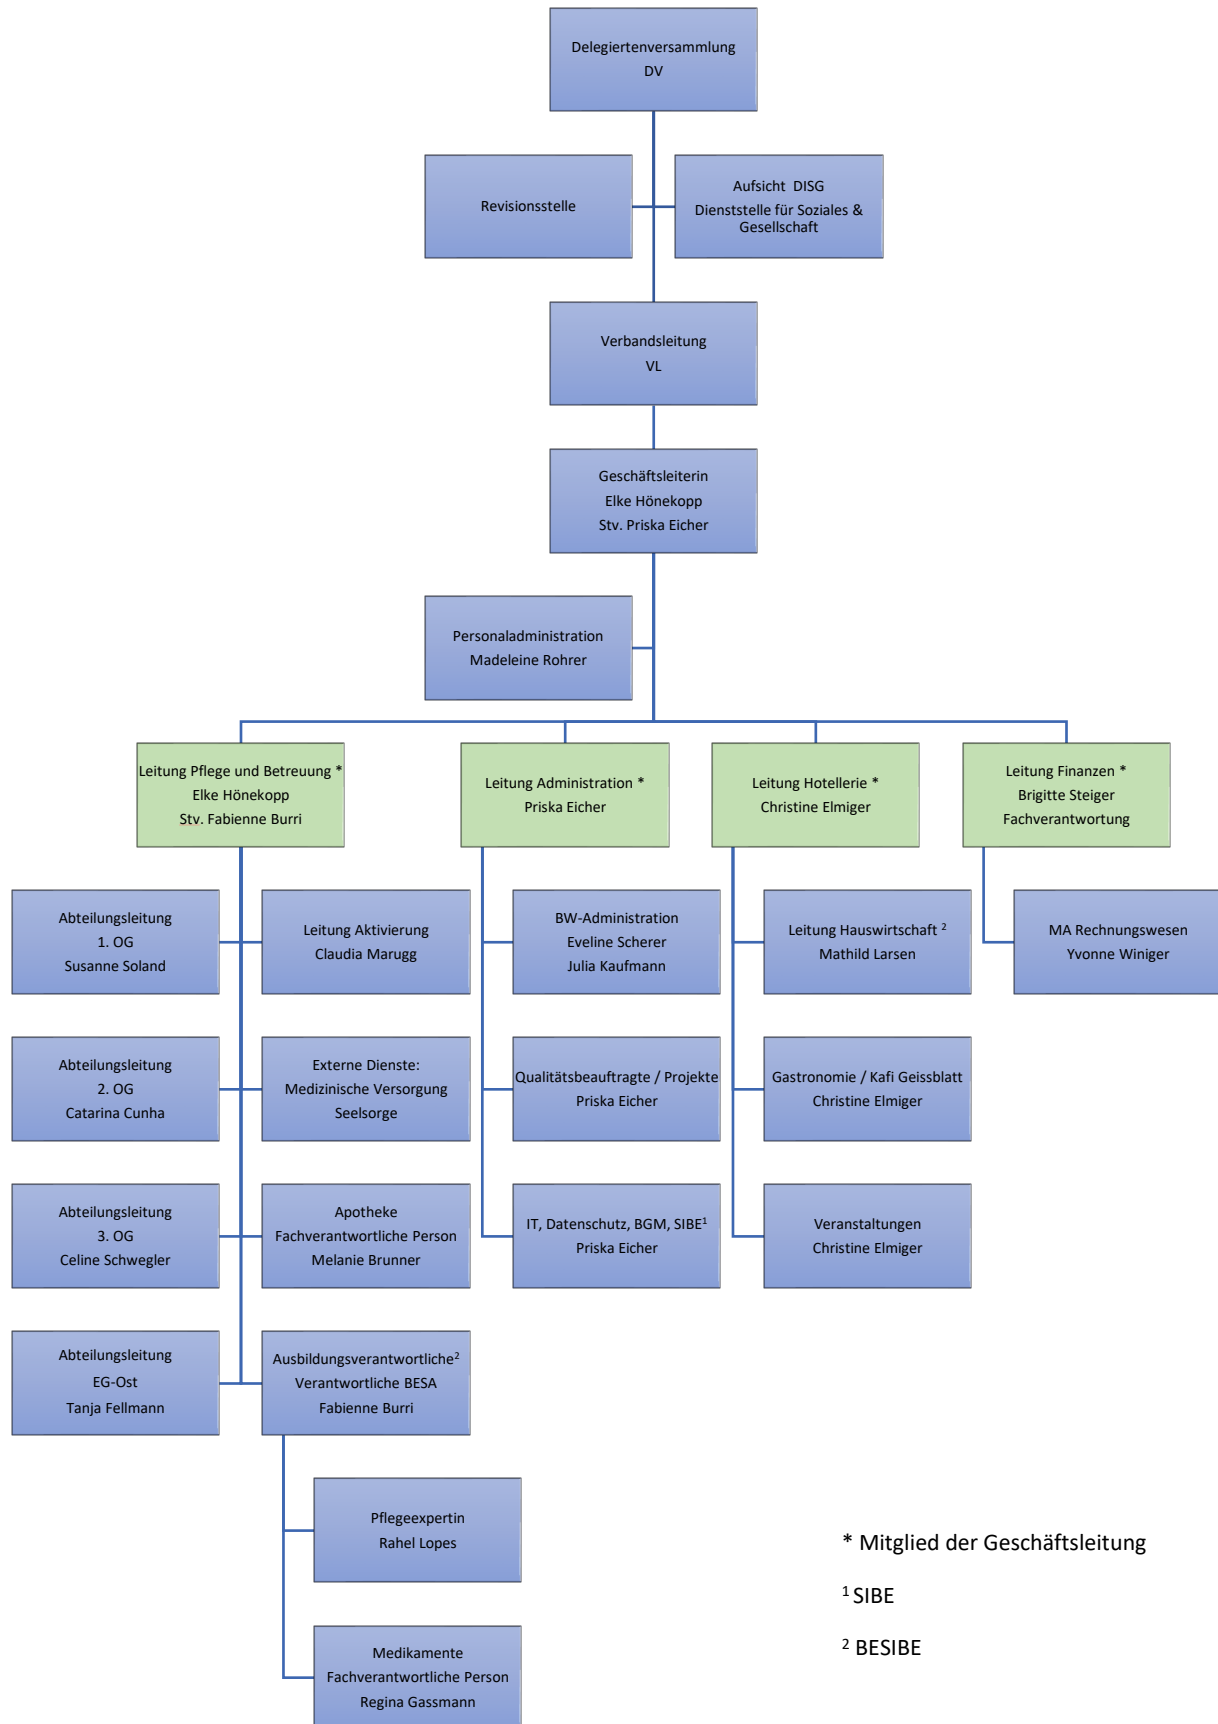 Delegiertenversammlung
DV
Revisionsstelle
Aufsicht DISG
Dienststelle für Soziales &
Gesellschaft
Verbandsleitung
VL
Geschäftsleiterin
Elke Hönekopp
Stv. Priska Eicher
Personaladministration
Madeleine Rohrer
Leitung Pflege und Betreuung *
Elke Hönekopp
Stv. Fabienne Burri
Leitung Administration *
Priska Eicher
Leitung Hotellerie *
Christine Elmiger
Leitung Finanzen *
Brigitte Steiger
Fachverantwortung
Abteilungsleitung
1. OG
Susanne Soland
Leitung Aktivierung
Claudia Marugg
BW-Administration
Eveline Scherer
Julia Kaufmann
Leitung Hauswirtschaft ²
Mathild Larsen
MA Rechnungswesen
Yvonne Winiger
Abteilungsleitung
2. OG
Catarina Cunha
Externe Dienste:
Medizinische Versorgung
Seelsorge
Qualitätsbeauftragte / Projekte
Priska Eicher
Gastronomie / Kafi Geissblatt
Christine Elmiger
Abteilungsleitung
3. OG
Celine Schwegler
Apotheke
Fachverantwortliche Person
Melanie Brunner
IT, Datenschutz, BGM, SIBE¹
Priska Eicher
Veranstaltungen
Christine Elmiger
Abteilungsleitung
EG-Ost
Tanja Fellmann
Ausbildungsverantwortliche²
Verantwortliche BESA
Fabienne Burri
Pflegeexpertin
Rahel Lopes
Medikamente
Fachverantwortliche Person
Regina Gassmann
* Mitglied der Geschäftsleitung
¹ SIBE
² BESIBE